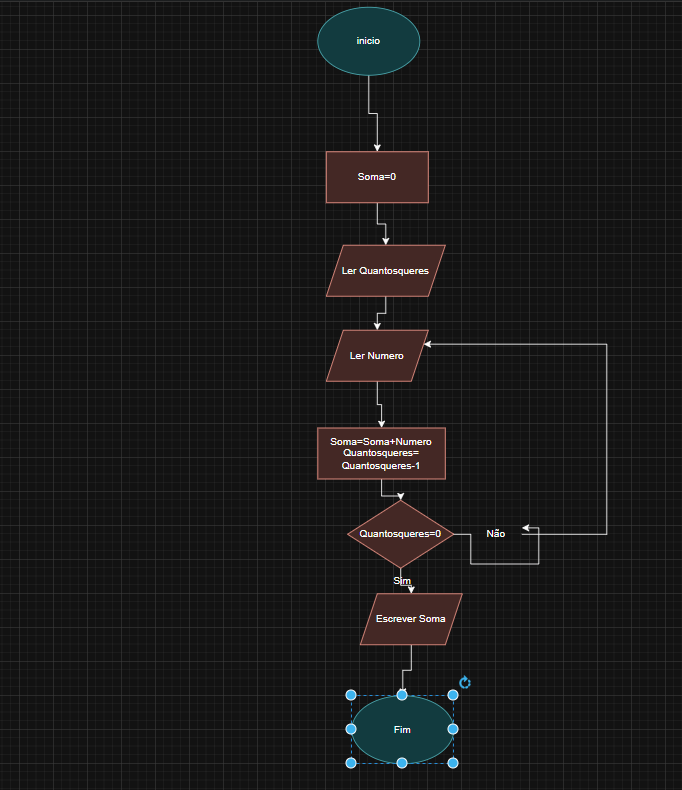 inicio
Soma=0
Ler Quantosqueres
Ler Numero
Soma=Soma+Numero
Quantosqueres=
Quantosqueres-1
Quantosqueres=0
Não
Sim
Escrever Soma
Fim